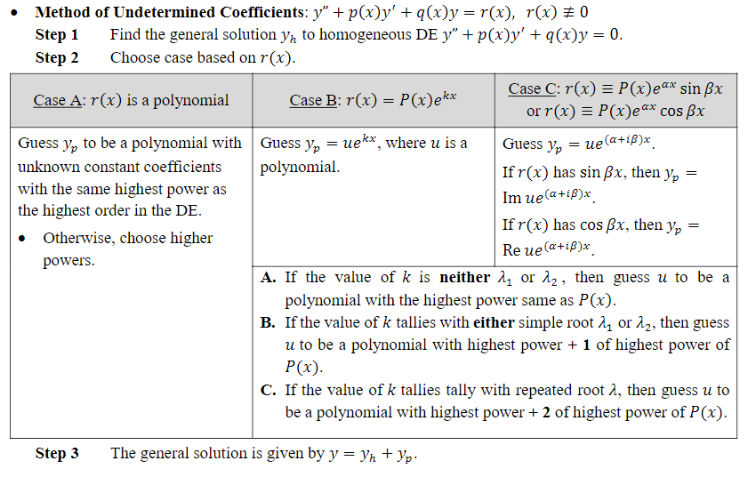 • Method of Undetermined Coefficients: y″ + p(x)y′ + q(x)y = r(x), r(x) ≢ 0
Step 1 Find the general solution yₕ to homogeneous DE y″ + p(x)y′ + q(x)y = 0.
Step 2 Choose case based on r(x).
Case A: r(x) is a polynomial
Guess yₚ to be a polynomial with
unknown constant coefficients
with the same highest power as
the highest order in the DE.
• Otherwise, choose higher
powers.
Case B: r(x) = P(x)e^{kx}
Guess yₚ = ue^{kx}, where u is a
polynomial.
Case C: r(x) ≡ P(x)e^{αx} sin βx
or r(x) ≡ P(x)e^{αx} cos βx
Guess yₚ = ue^{(α+iβ)x}.
If r(x) has sin βx, then yₚ =
Im ue^{(α+iβ)x}.
If r(x) has cos βx, then yₚ =
Re ue^{(α+iβ)x}.
A. If the value of k is neither λ₁ or λ₂, then guess u to be a
polynomial with the highest power same as P(x).
B. If the value of k tallies with either simple root λ₁ or λ₂, then guess
u to be a polynomial with highest power + 1 of highest power of
P(x).
C. If the value of k tallies tally with repeated root λ, then guess u to
be a polynomial with highest power + 2 of highest power of P(x).
Step 3 The general solution is given by y = yₕ + yₚ.